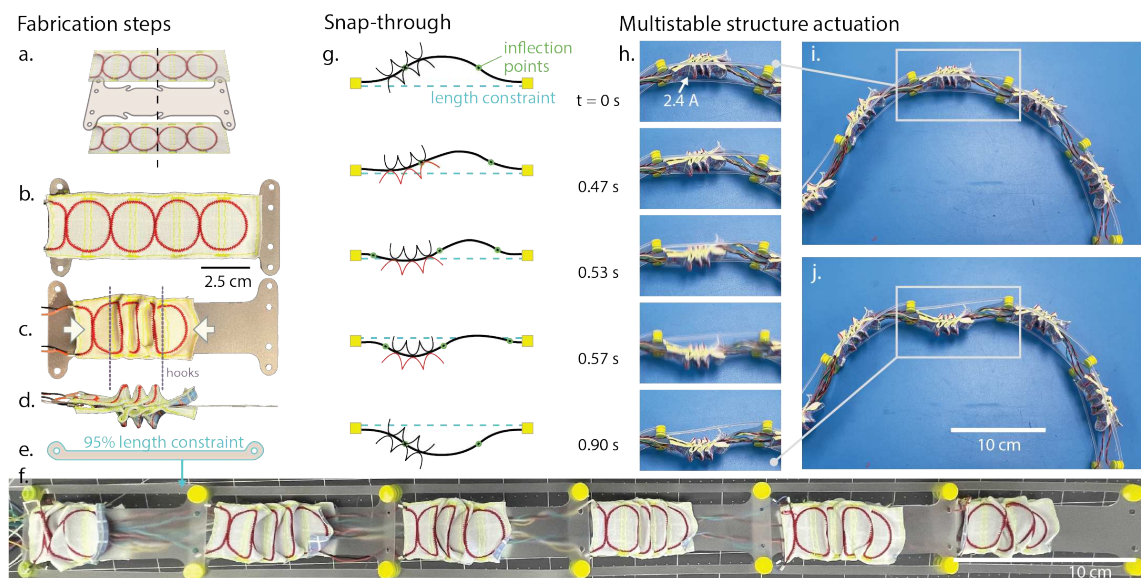 Fabrication steps
Snap-through
Multistable structure actuation
a.
b.
2.5 cm
c.
hooks
d.
95% length constraint
e.
f.
10 cm
g.
inflection
points
length constraint
h.
t = 0 s
2.4 A
0.47 s
0.53 s
0.57 s
0.90 s
i.
j.
10 cm